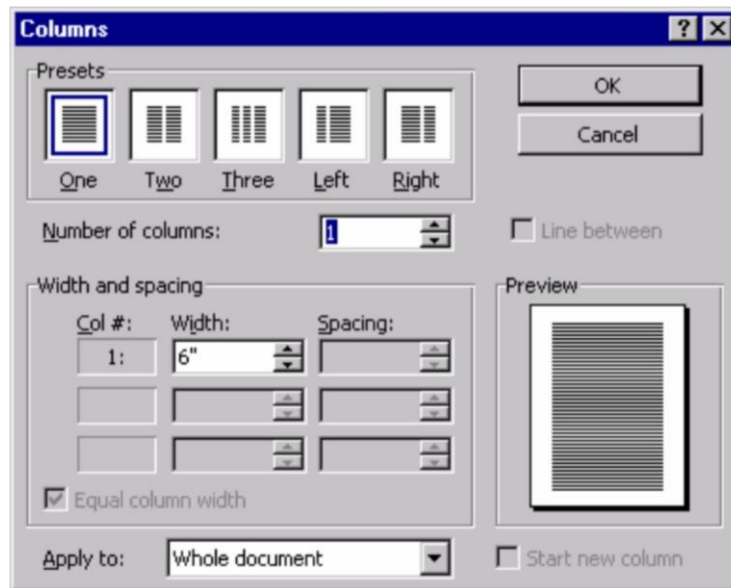 Columns
Presets
One Two Three Left Right
OK
Cancel
Number of columns: 1
Line between
Width and spacing
Col #: Width: Spacing:
1: 6"
Equal column width
Preview
Apply to: Whole document
Start new column